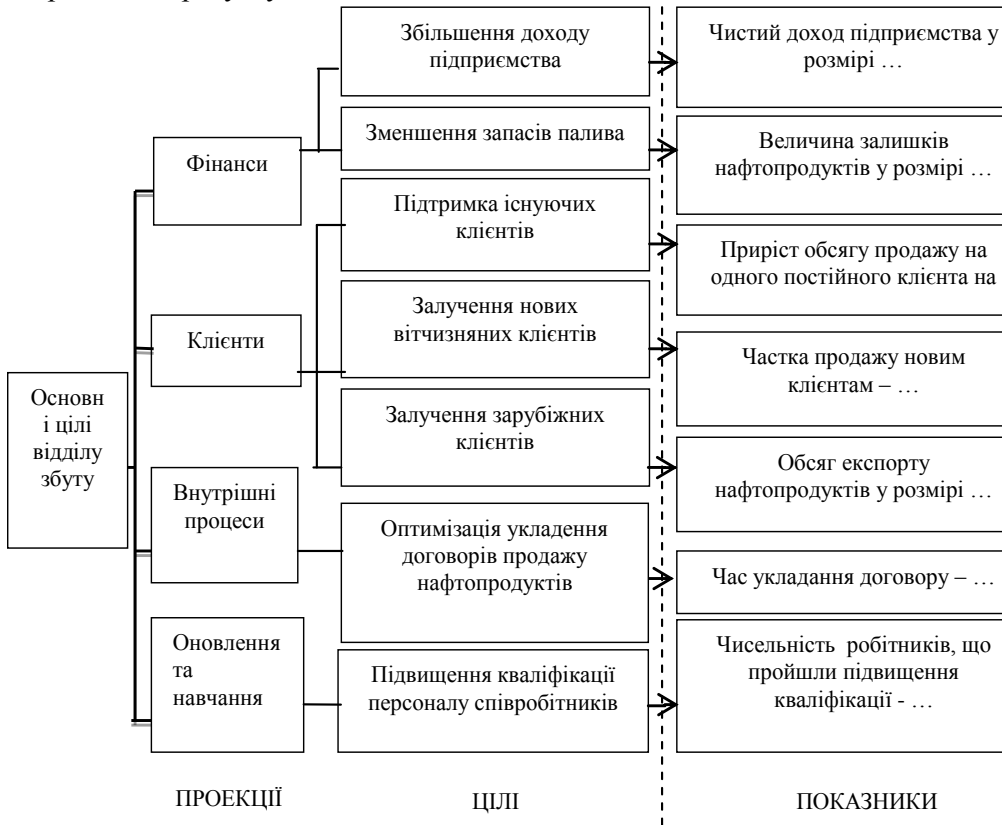 Основн
і цілі
відділу
збуту
Фінанси
Клієнти
Внутрішні
процеси
Оновлення
та
навчання
Збільшення доходу
підприємства
Зменшення запасів палива
Підтримка існуючих
клієнтів
Залучення нових
вітчизняних клієнтів
Залучення зарубіжних
клієнтів
Оптимізація укладення
договорів продажу
нафтопродуктів
Підвищення кваліфікації
персоналу співробітників
Чистий доход підприємства у
розмірі …
Величина залишків
нафтопродуктів у розмірі …
Приріст обсягу продажу на
одного постійного клієнта на
Частка продажу новим
клієнтам – …
Обсяг експорту
нафтопродуктів у розмірі …
Час укладання договору – …
Чисельність робітників, що
пройшли підвищення
кваліфікації - …
ПРОЕКЦІЇ
ЦІЛІ
ПОКАЗНИКИ